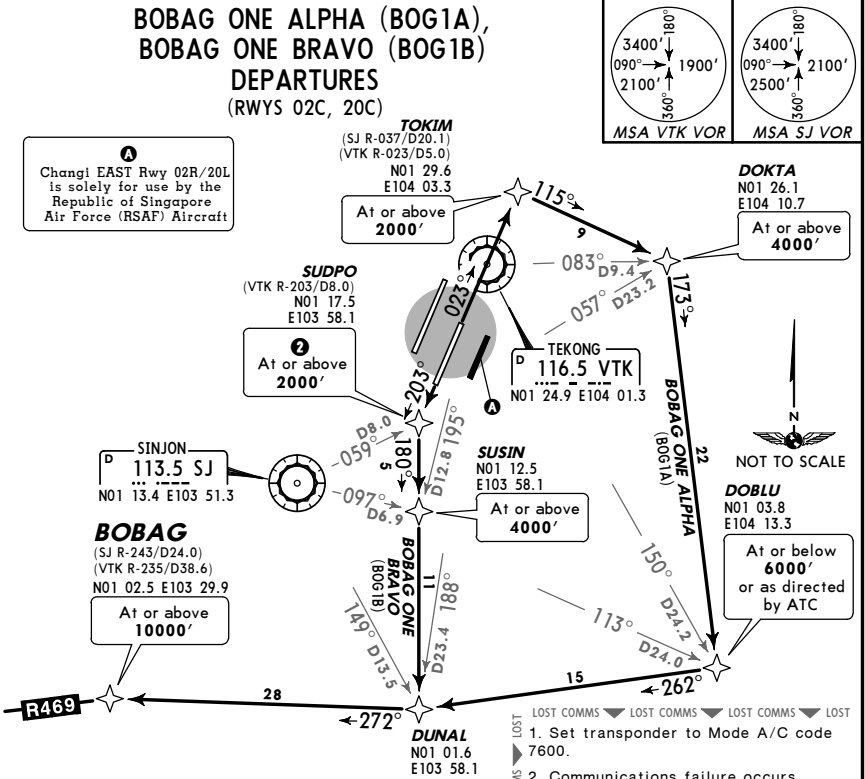 BOBAG ONE ALPHA (BOG1A),
BOBAG ONE BRAVO (BOG1B)
DEPARTURES
(RWYS 02C, 20C)
3400'
180°
090°
1900'
2100'
360°
MSA VTK VOR
3400'
180°
090°
2100'
2500'
360°
MSA SJ VOR
A
Changi EAST Rwy 02R/20L
is solely for use by the
Republic of Singapore
Air Force (RSAF) Aircraft
TOKIM
(SJ R-037/D20.1)
(VTK R-023/D5.0)
N01 29.6
E104 03.3
At or above
2000'
115°
9
DOKTA
N01 26.1
E104 10.7
At or above
4000'
083°
D9.4
057°
D23.2
173°
SUDPO
(VTK R-203/D8.0)
N01 17.5
E103 58.1
2
At or above
2000'
023°
203°
A
TEKONG
D
116.5 VTK
N01 24.9 E104 01.3
BOBAG ONE ALPHA
(BOG1A)
22
N
NOT TO SCALE
D8.0
059°
180°
5
195°
D12.8
SINJON
D
113.5 SJ
N01 13.4 E103 51.3
097°
D6.9
SUSIN
N01 12.5
E103 58.1
At or above
4000'
DOBLU
N01 03.8
E104 13.3
At or below
6000'
or as directed
by ATC
BOBAG
(SJ R-243/D24.0)
(VTK R-235/D38.6)
N01 02.5 E103 29.9
At or above
10000'
BOBAG ONE
BRAVO
(BOG1B)
11
188°
D23.4
149°
D13.5
150°
D24.2
113°
D24.0
15
262°
R469
28
272°
DUNAL
N01 01.6
E103 58.1
LOST COMMS LOST COMMS LOST COMMS LOST
LOST
1. Set transponder to Mode A/C code
7600.
2. Communications failure occurs